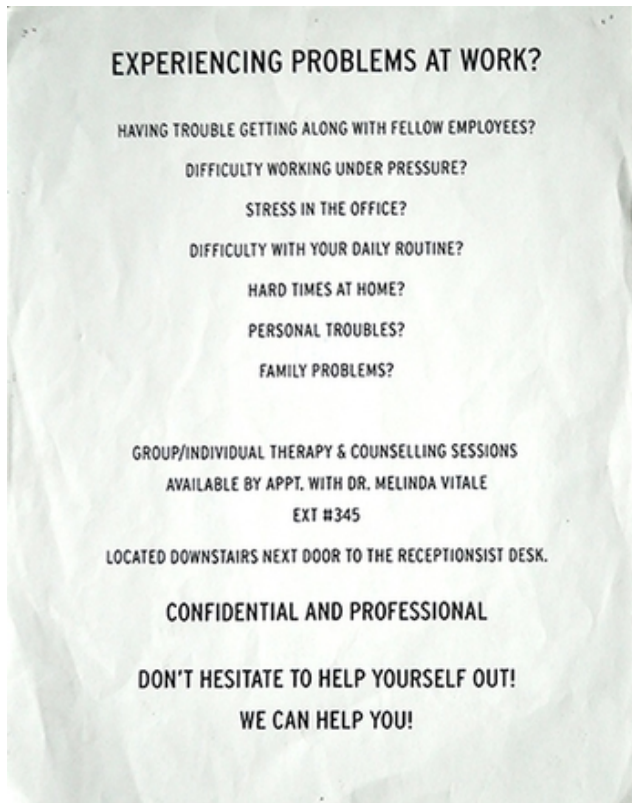 EXPERIENCING PROBLEMS AT WORK?
HAVING TROUBLE GETTING ALONG WITH FELLOW EMPLOYEES?
DIFFICULTY WORKING UNDER PRESSURE?
STRESS IN THE OFFICE?
DIFFICULTY WITH YOUR DAILY ROUTINE?
HARD TIMES AT HOME?
PERSONAL TROUBLES?
FAMILY PROBLEMS?
GROUP/INDIVIDUAL THERAPY & COUNSELLING SESSIONS
AVAILABLE BY APPT. WITH DR. MELINDA VITALE
EXT #345
LOCATED DOWNSTAIRS NEXT DOOR TO THE RECEPTIONSIST DESK.
CONFIDENTIAL AND PROFESSIONAL
DON'T HESITATE TO HELP YOURSELF OUT!
WE CAN HELP YOU!